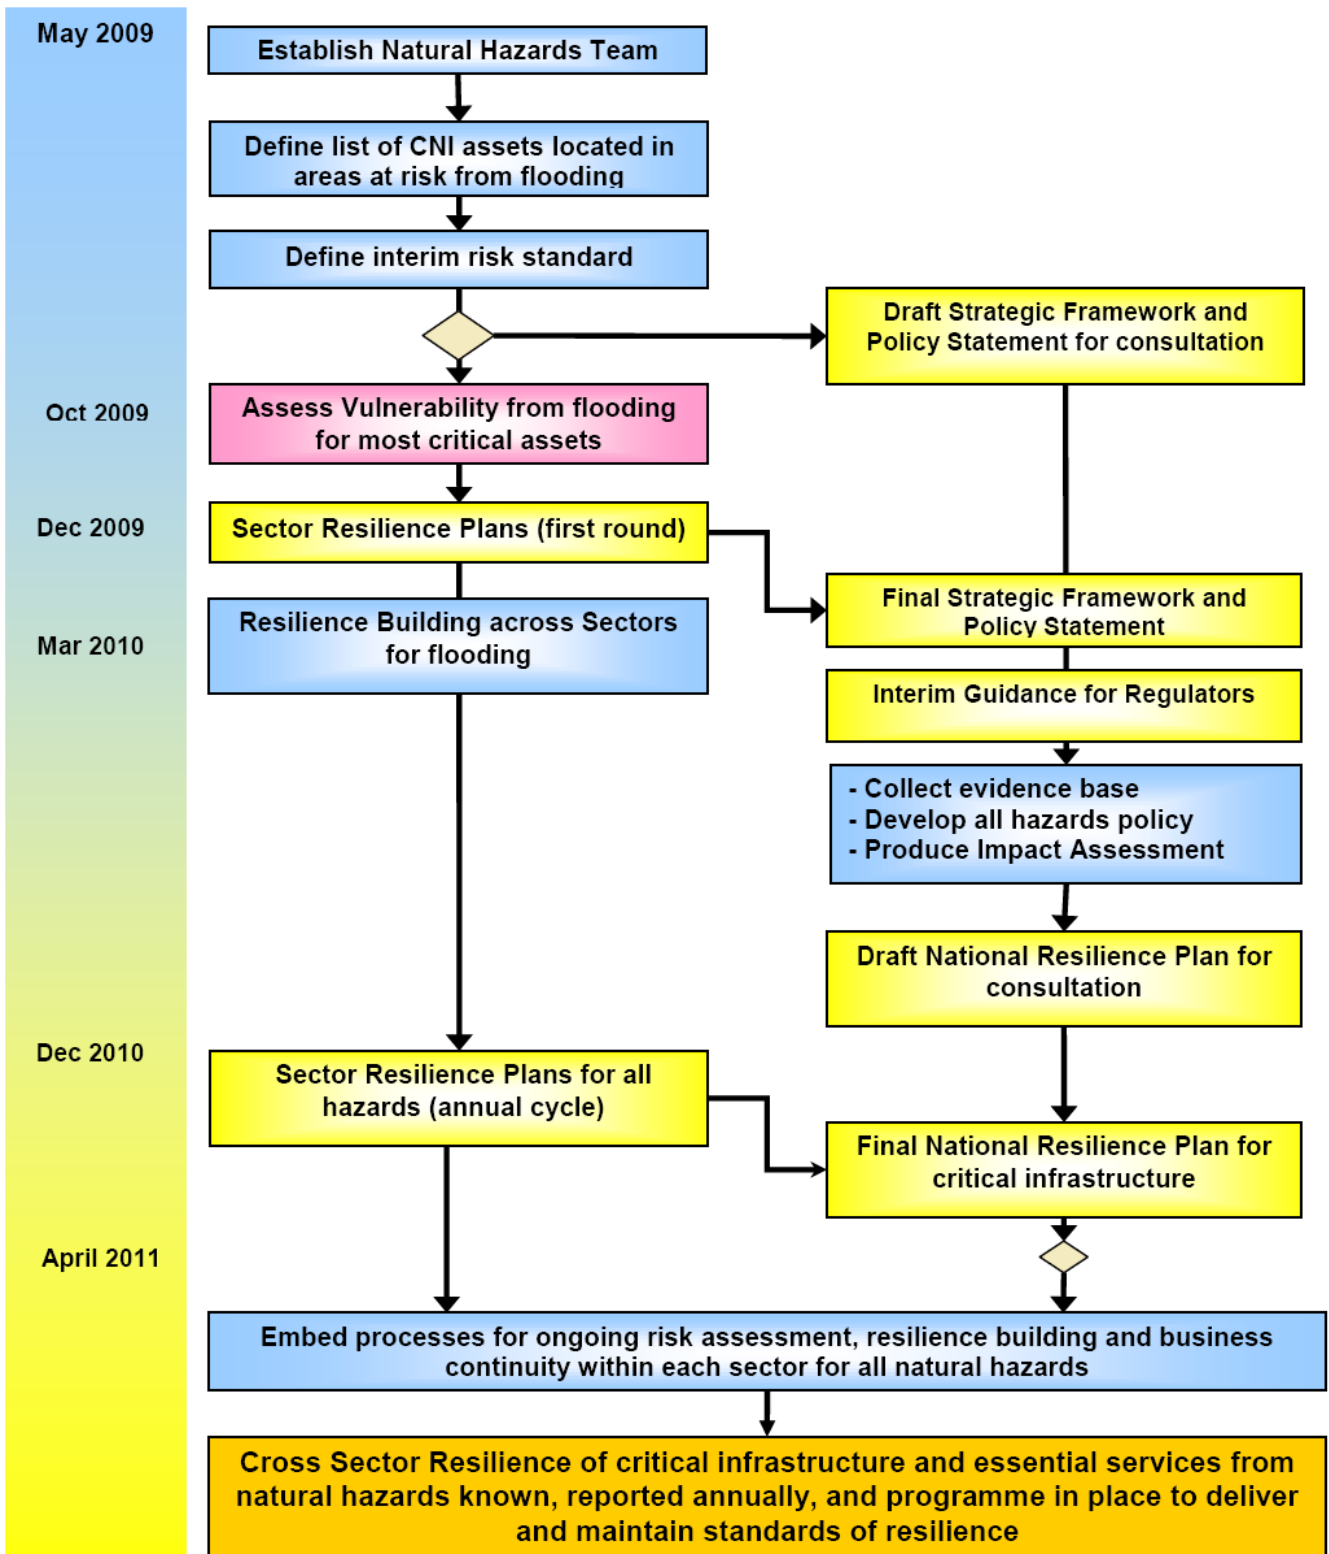 May 2009
Establish Natural Hazards Team
Define list of CNI assets located in
areas at risk from flooding
Define interim risk standard
Draft Strategic Framework and
Policy Statement for consultation
Oct 2009
Assess Vulnerability from flooding
for most critical assets
Dec 2009
Sector Resilience Plans (first round)
Final Strategic Framework and
Policy Statement
Mar 2010
Resilience Building across Sectors
for flooding
Interim Guidance for Regulators
- Collect evidence base
- Develop all hazards policy
- Produce Impact Assessment
Draft National Resilience Plan for
consultation
Dec 2010
Sector Resilience Plans for all
hazards (annual cycle)
Final National Resilience Plan for
critical infrastructure
April 2011
Embed processes for ongoing risk assessment, resilience building and business
continuity within each sector for all natural hazards
Cross Sector Resilience of critical infrastructure and essential services from
natural hazards known, reported annually, and programme in place to deliver
and maintain standards of resilience